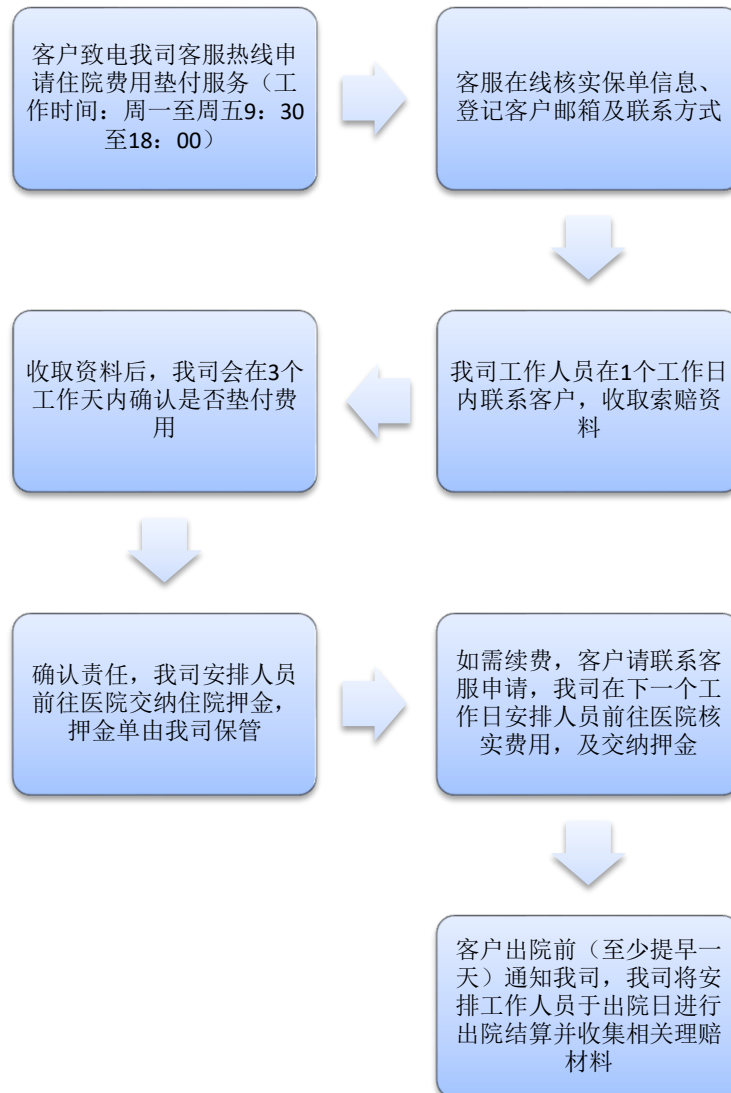 客户致电我司客服热线申
请住院费用垫付服务（工
作时间：周一至周五9：30
至18：00）
客服在线核实保单信息、
登记客户邮箱及联系方式
我司工作人员在1个工作日
内联系客户，收取索赔资
料
收取资料后，我司会在3个
工作天内确认是否垫付费
用
确认责任，我司安排人员
前往医院交纳住院押金，
押金单由我司保管
如需续费，客户请联系客
服申请，我司在下一个工
作日安排人员前往医院核
实费用，及交纳押金
客户出院前（至少提早一
天）通知我司，我司将安
排工作人员于出院日进行
出院结算并收集相关理赔
材料